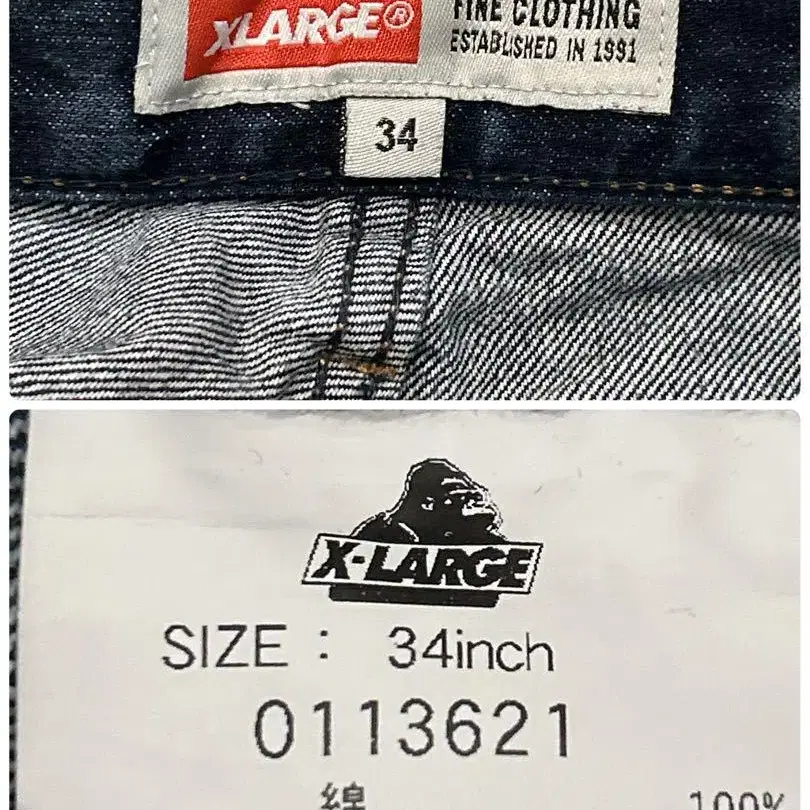 XLARGE®
FINE CLOTHING
ESTABLISHED IN 1991
34
X-LARGE
SIZE : 34inch
0113621
綿 100%